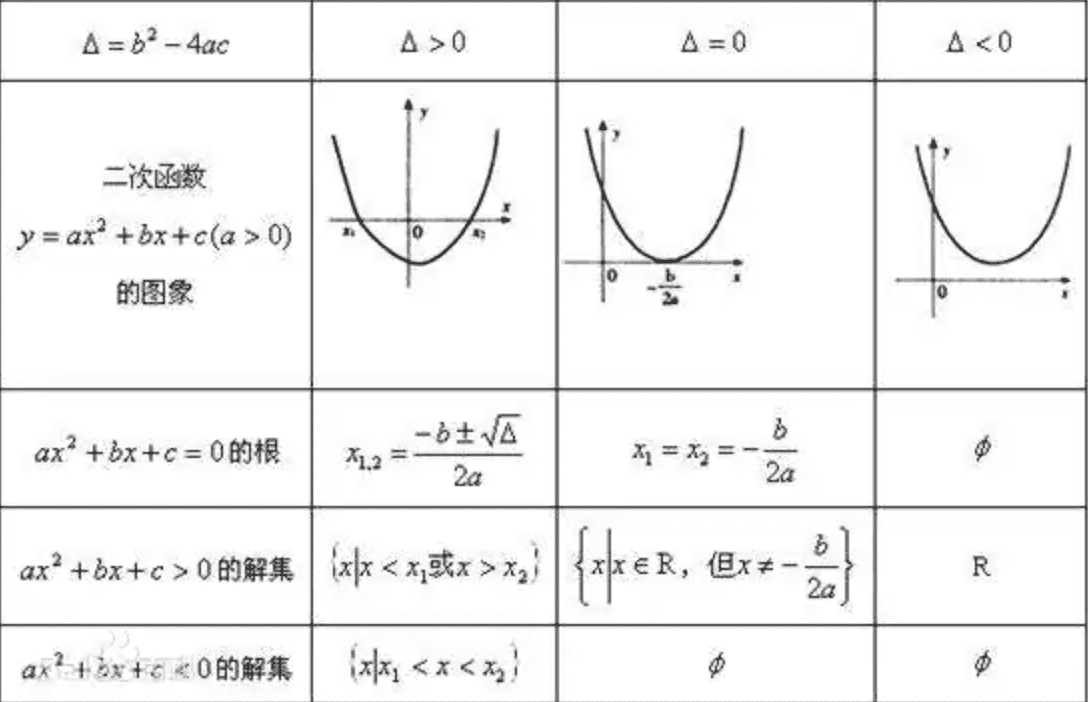 Δ = b² − 4ac
Δ > 0
Δ = 0
Δ < 0
二次函数
y = ax² + bx + c (a > 0)
的图象
y
x
x₁
0
x₂
y
0
−b/2a
x
y
0
x
ax² + bx + c = 0 的根
x₁,₂ = (−b ± √Δ)/2a
x₁ = x₂ = −b/2a
ϕ
ax² + bx + c > 0 的解集
{x|x < x₁或x > x₂}
{x|x ∈ R，但x ≠ −b/2a}
R
ax² + bx + c < 0 的解集
{x|x₁ < x < x₂}
ϕ
ϕ